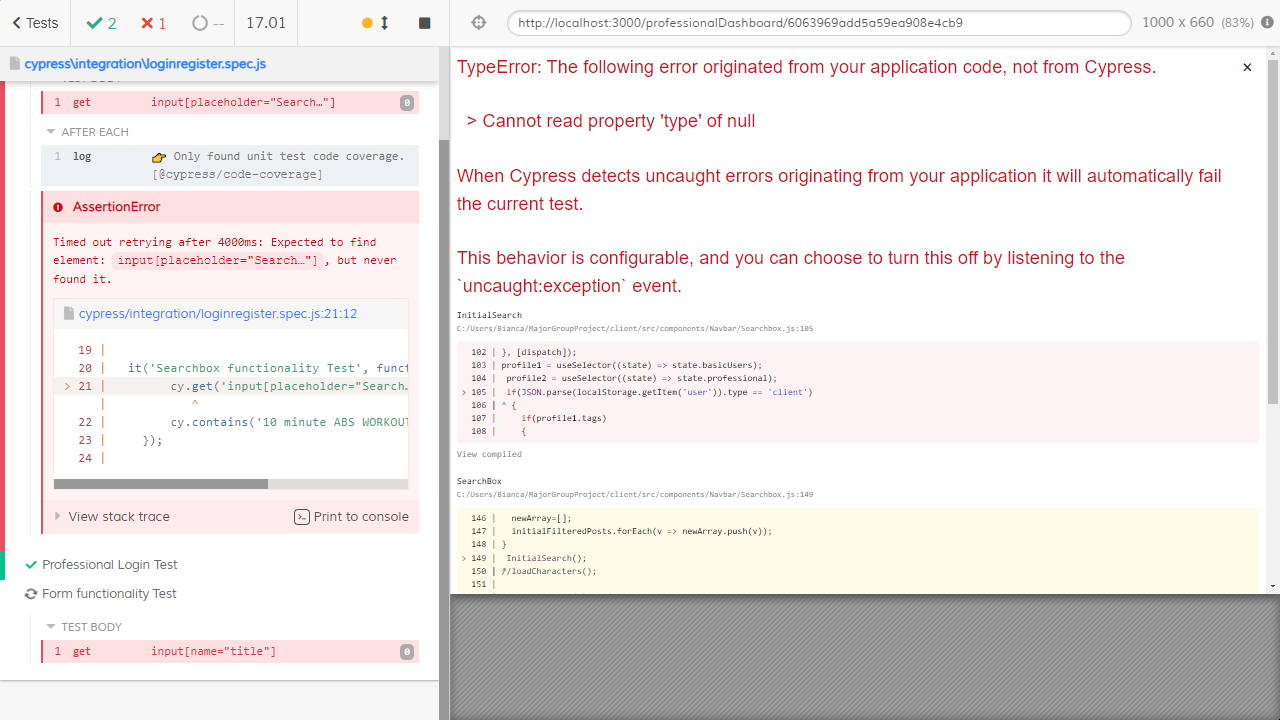 Tests
2
1
--
17.01
http://localhost:3000/professionalDashboard/6063969add5a59ea908e4cb9
1000 x 660 (83%)
cypress\integration\loginregister.spec.js
1 get input[placeholder="Search…"] 0
AFTER EACH
1 log 👉 Only found unit test code coverage.
[@cypress/code-coverage]
AssertionError
Timed out retrying after 4000ms: Expected to find
element: input[placeholder="Search…"], but never
found it.
cypress/integration/loginregister.spec.js:21:12
19 |
20 | it('Searchbox functionality Test', funct
> 21 | cy.get('input[placeholder="Search…
| ^
22 | cy.contains('10 minute ABS WORKOUT
23 | });
24 |
View stack trace
Print to console
Professional Login Test
Form functionality Test
TEST BODY
1 get input[name="title"] 0
TypeError: The following error originated from your application code, not from Cypress.
×
> Cannot read property 'type' of null
When Cypress detects uncaught errors originating from your application it will automatically fail
the current test.
This behavior is configurable, and you can choose to turn this off by listening to the
`uncaught:exception` event.
InitialSearch
C:/Users/Bianca/MajorGroupProject/client/src/components/Navbar/Searchbox.js:105
102 | }, [dispatch]);
103 | profile1 = useSelector((state) => state.basicUsers);
104 | profile2 = useSelector((state) => state.professional);
> 105 | if(JSON.parse(localStorage.getItem('user')).type == 'client')
106 | ^ {
107 | if(profile1.tags)
108 | {
View compiled
SearchBox
C:/Users/Bianca/MajorGroupProject/client/src/components/Navbar/Searchbox.js:149
146 | newArray=[];
147 | initialFilteredPosts.forEach(v => newArray.push(v));
148 | }
> 149 | InitialSearch();
150 | //loadCharacters();
151 |